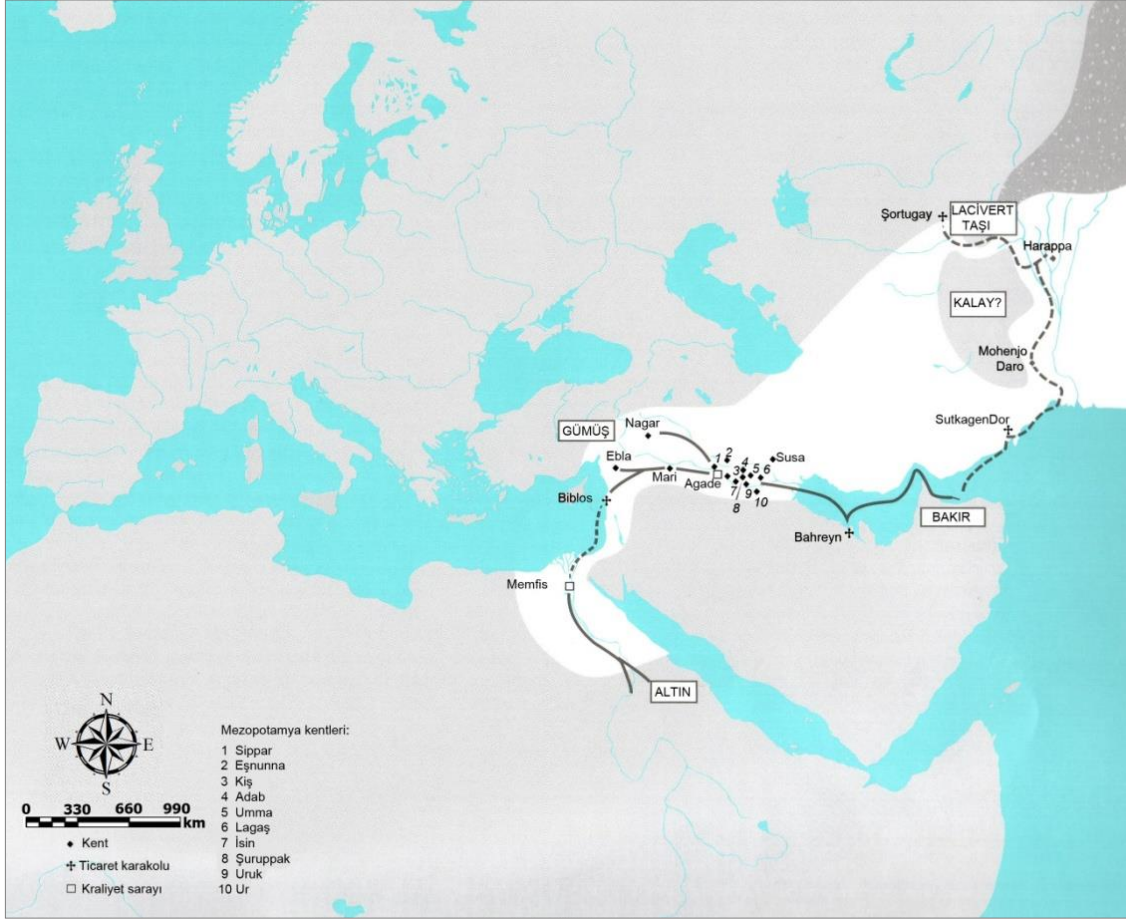 Şortugay
LACİVERT
TAŞI
Harappa
KALAY?
Mohenjo
Daro
SutkagenDor
GÜMÜŞ
Nagar
Ebla
Mari
Agade
1
2
3
4
5
6
7
8
9
10
Susa
Biblos
BAKIR
Bahreyn
Memfis
ALTIN
N
W
E
S
0 330 660 990
km
Kent
Ticaret karakolu
Kraliyet sarayı
Mezopotamya kentleri:
1 Sippar
2 Eşnunna
3 Kiş
4 Adab
5 Umma
6 Lagaş
7 İsin
8 Şuruppak
9 Uruk
10 Ur